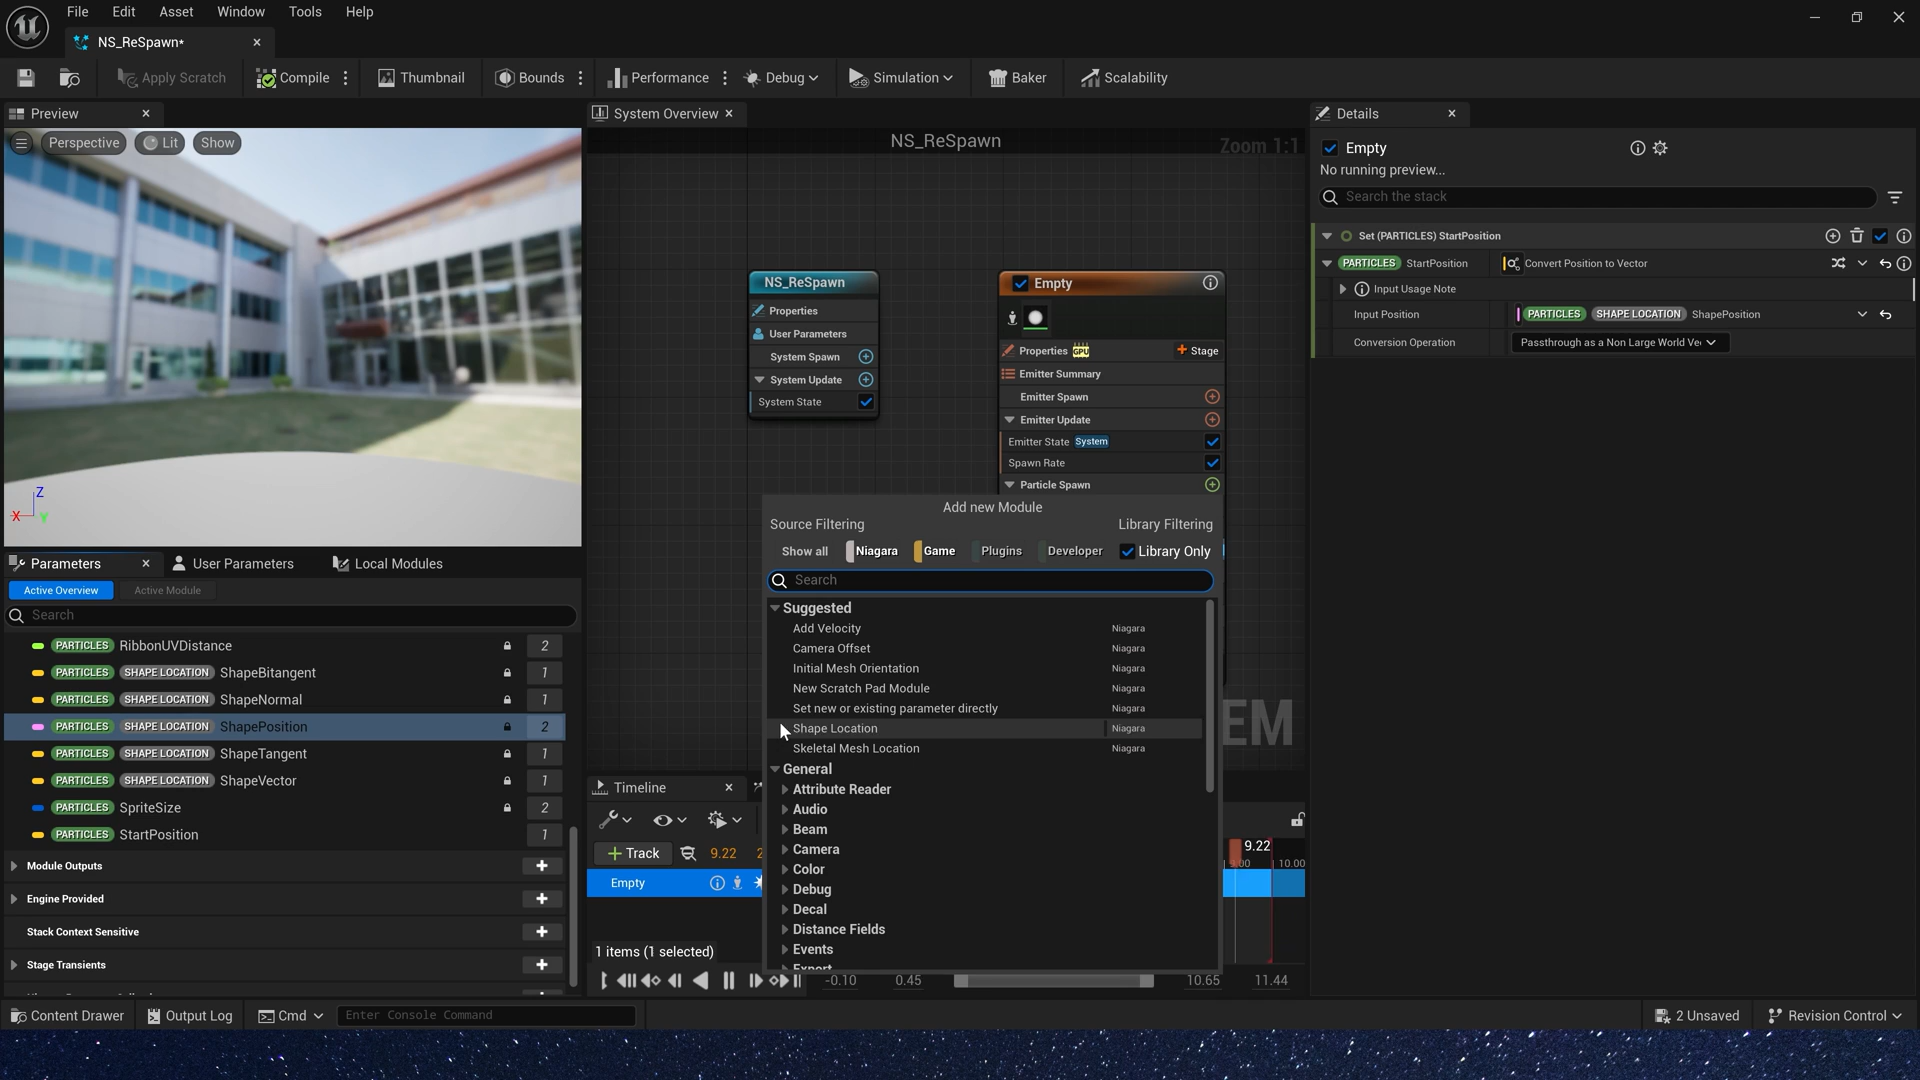 File Edit Asset Window Tools Help
NS_ReSpawn*
Apply Scratch Compile Thumbnail Bounds Performance Debug Simulation Baker Scalability
Preview
Perspective Lit Show
Z
X Y
System Overview
NS_ReSpawn
Zoom 1:1
NS_ReSpawn
Properties
User Parameters
System Spawn
System Update
System State
Empty
Properties GPU Stage
Emitter Summary
Emitter Spawn
Emitter Update
Emitter State System
Spawn Rate
Particle Spawn
EM
Add new Module
Source Filtering Library Filtering
Show all Niagara Game Plugins Developer Library Only
Search
Suggested
Add Velocity Niagara
Camera Offset Niagara
Initial Mesh Orientation Niagara
New Scratch Pad Module Niagara
Set new or existing parameter directly Niagara
Shape Location Niagara
Skeletal Mesh Location Niagara
General
Attribute Reader
Audio
Beam
Camera
Color
Debug
Decal
Distance Fields
Events
Export
Details
Empty
No running preview...
Search the stack
Set (PARTICLES) StartPosition
PARTICLES StartPosition Convert Position to Vector
Input Usage Note
Input Position PARTICLES SHAPE LOCATION ShapePosition
Conversion Operation Passthrough as a Non Large World Ve
Parameters User Parameters Local Modules
Active Overview Active Module
Search
PARTICLES RibbonUVDistance 2
PARTICLES SHAPE LOCATION ShapeBitangent 1
PARTICLES SHAPE LOCATION ShapeNormal 1
PARTICLES SHAPE LOCATION ShapePosition 2
PARTICLES SHAPE LOCATION ShapeTangent 1
PARTICLES SHAPE LOCATION ShapeVector 1
PARTICLES SpriteSize 2
PARTICLES StartPosition 1
Module Outputs
Engine Provided
Stack Context Sensitive
Stage Transients
Timeline
Track 9.22 2
9.22
9.00 10.00
Empty
1 items (1 selected)
-0.10 0.45 10.65 11.44
Content Drawer Output Log Cmd Enter Console Command 2 Unsaved Revision Control